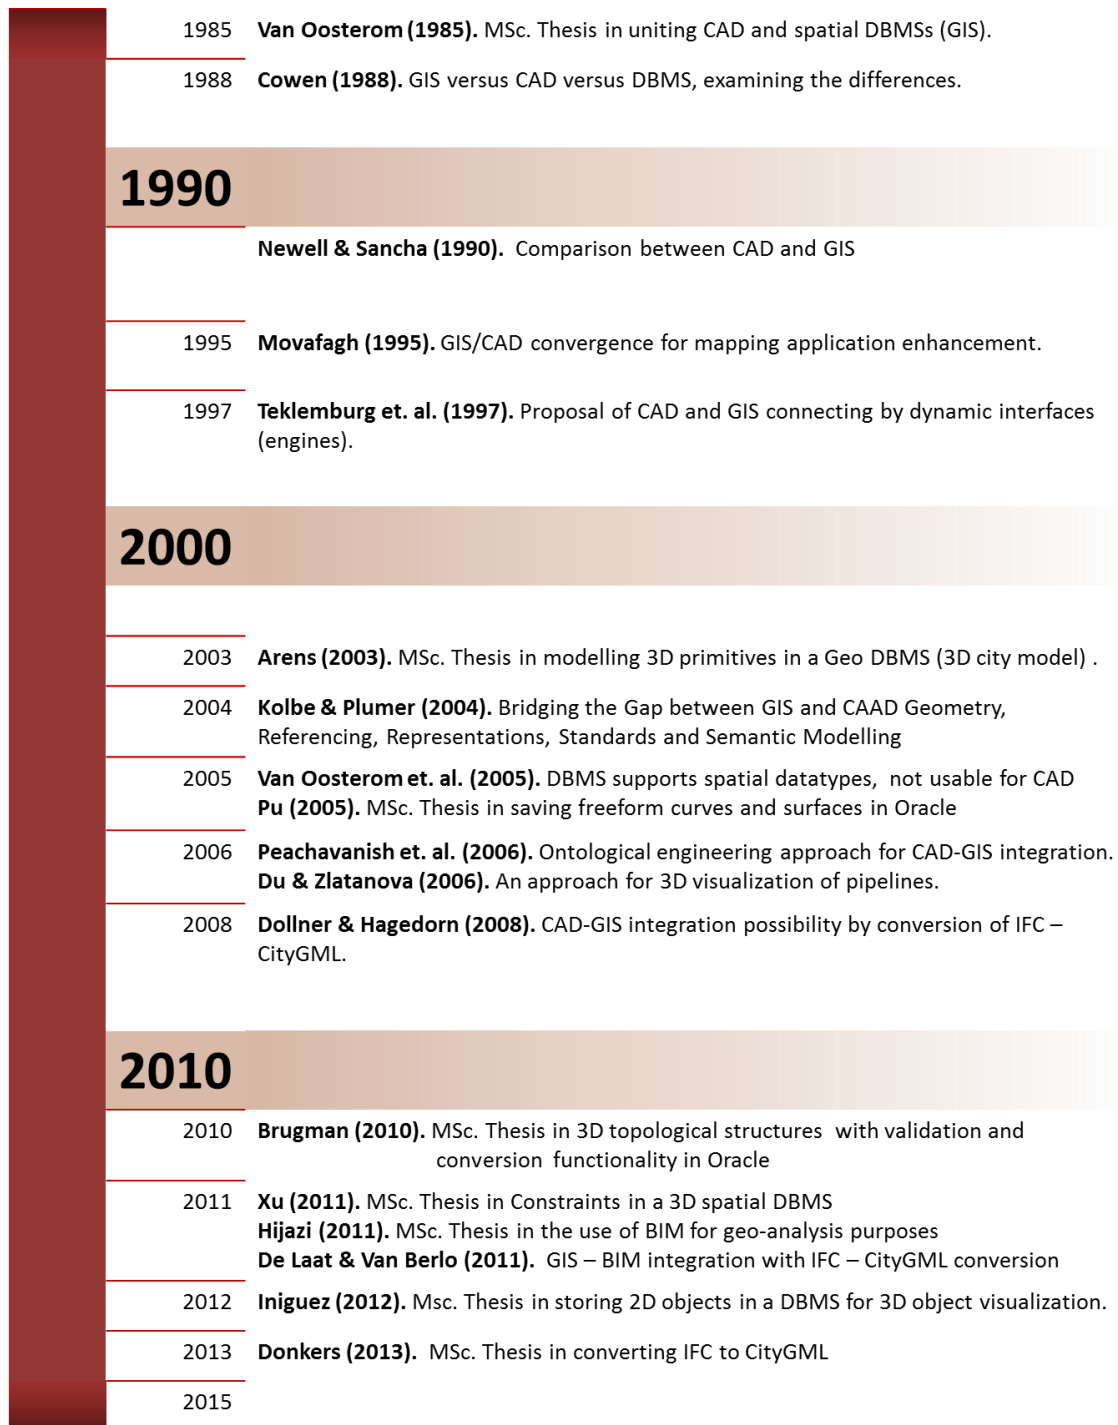 1985 Van Oosterom (1985). MSc. Thesis in uniting CAD and spatial DBMSs (GIS).
1988 Cowen (1988). GIS versus CAD versus DBMS, examining the differences.
1990
Newell & Sancha (1990). Comparison between CAD and GIS
1995 Movafagh (1995). GIS/CAD convergence for mapping application enhancement.
1997 Teklemburg et. al. (1997). Proposal of CAD and GIS connecting by dynamic interfaces
(engines).
2000
2003 Arens (2003). MSc. Thesis in modelling 3D primitives in a Geo DBMS (3D city model) .
2004 Kolbe & Plumer (2004). Bridging the Gap between GIS and CAAD Geometry,
Referencing, Representations, Standards and Semantic Modelling
2005 Van Oosterom et. al. (2005). DBMS supports spatial datatypes, not usable for CAD
Pu (2005). MSc. Thesis in saving freeform curves and surfaces in Oracle
2006 Peachavanish et. al. (2006). Ontological engineering approach for CAD-GIS integration.
Du & Zlatanova (2006). An approach for 3D visualization of pipelines.
2008 Dollner & Hagedorn (2008). CAD-GIS integration possibility by conversion of IFC –
CityGML.
2010
2010 Brugman (2010). MSc. Thesis in 3D topological structures with validation and
conversion functionality in Oracle
2011 Xu (2011). MSc. Thesis in Constraints in a 3D spatial DBMS
Hijazi (2011). MSc. Thesis in the use of BIM for geo-analysis purposes
De Laat & Van Berlo (2011). GIS – BIM integration with IFC – CityGML conversion
2012 Iniguez (2012). Msc. Thesis in storing 2D objects in a DBMS for 3D object visualization.
2013 Donkers (2013). MSc. Thesis in converting IFC to CityGML
2015